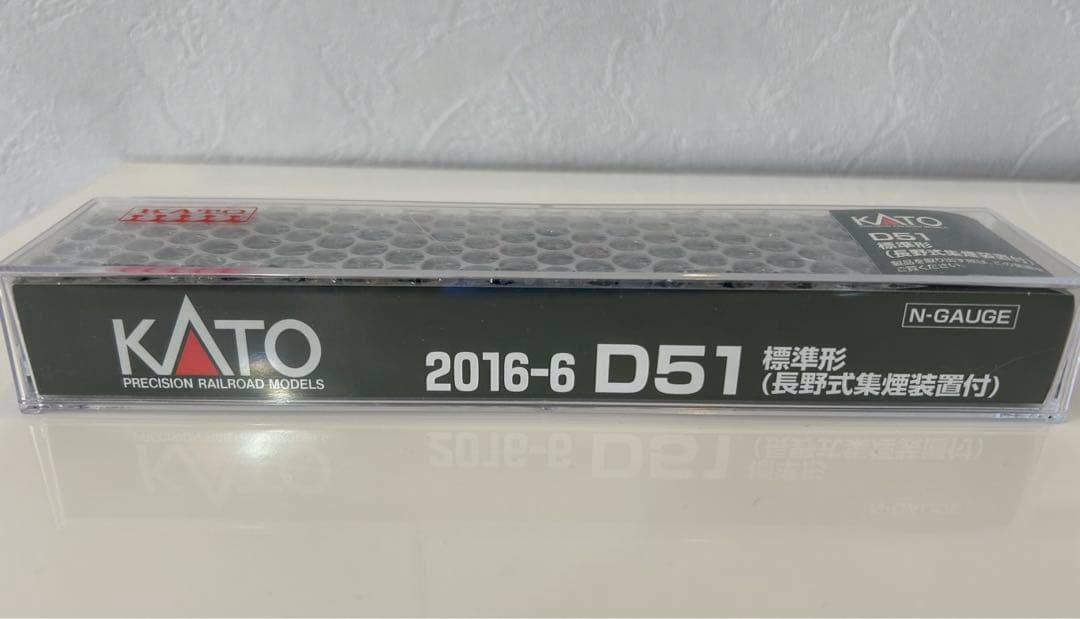 KATO
KATO
D51
標準形
(長野式集煙装置付)
KATO
PRECISION RAILROAD MODELS
2016-6 D51 標準形
(長野式集煙装置付)
N-GAUGE